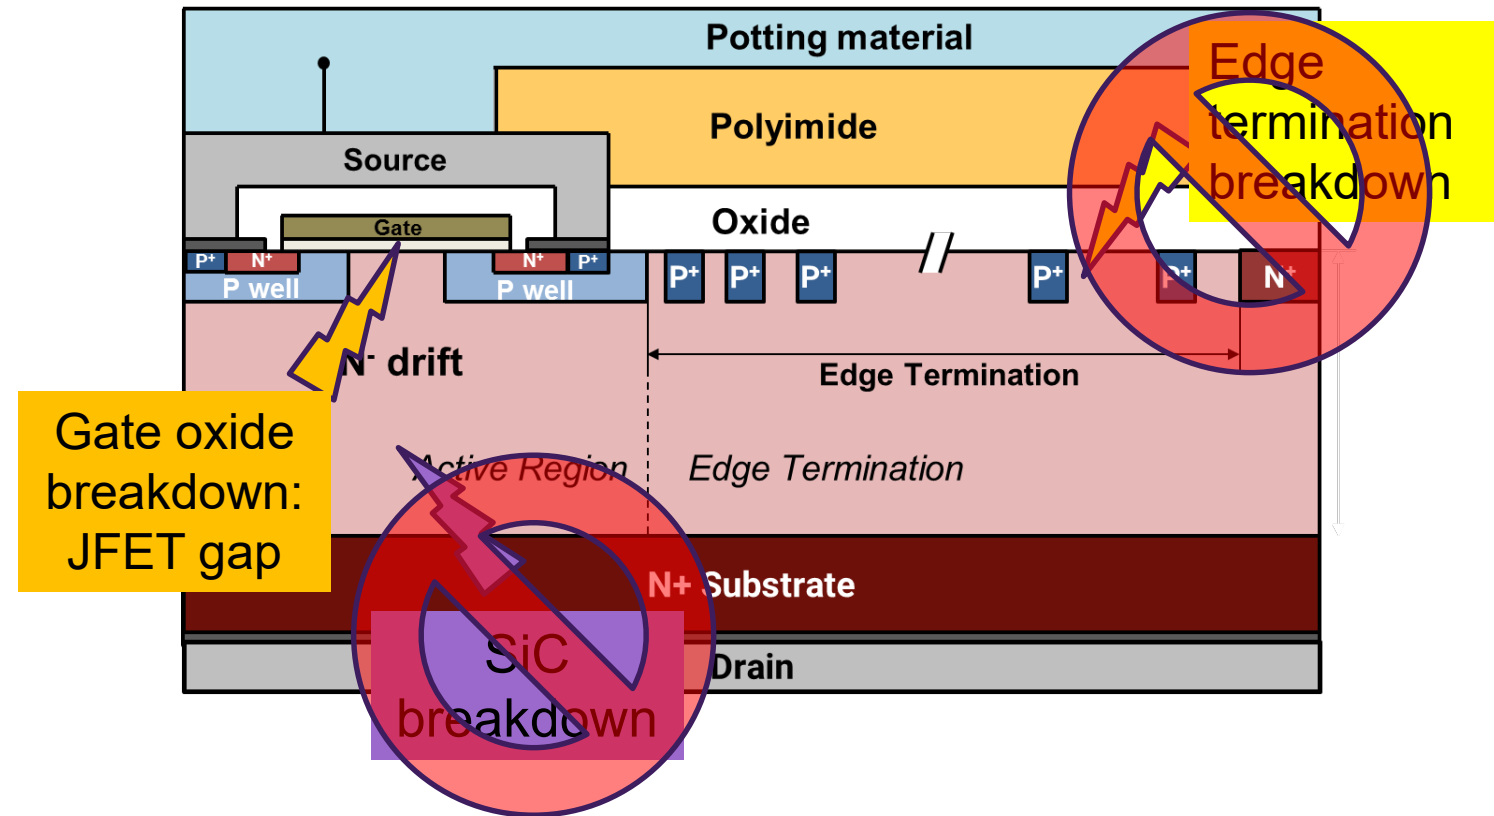 Potting material
Edge
termination
breakdown
Polyimide
Source
Gate
Oxide
P⁺ N⁺ N⁺ P⁺
P well P well
P⁺ P⁺ P⁺ P⁺ P⁺ N⁺
N⁻ drift
Edge Termination
Gate oxide
breakdown:
JFET gap
Active Region Edge Termination
N+ Substrate
SiC
breakdown
Drain